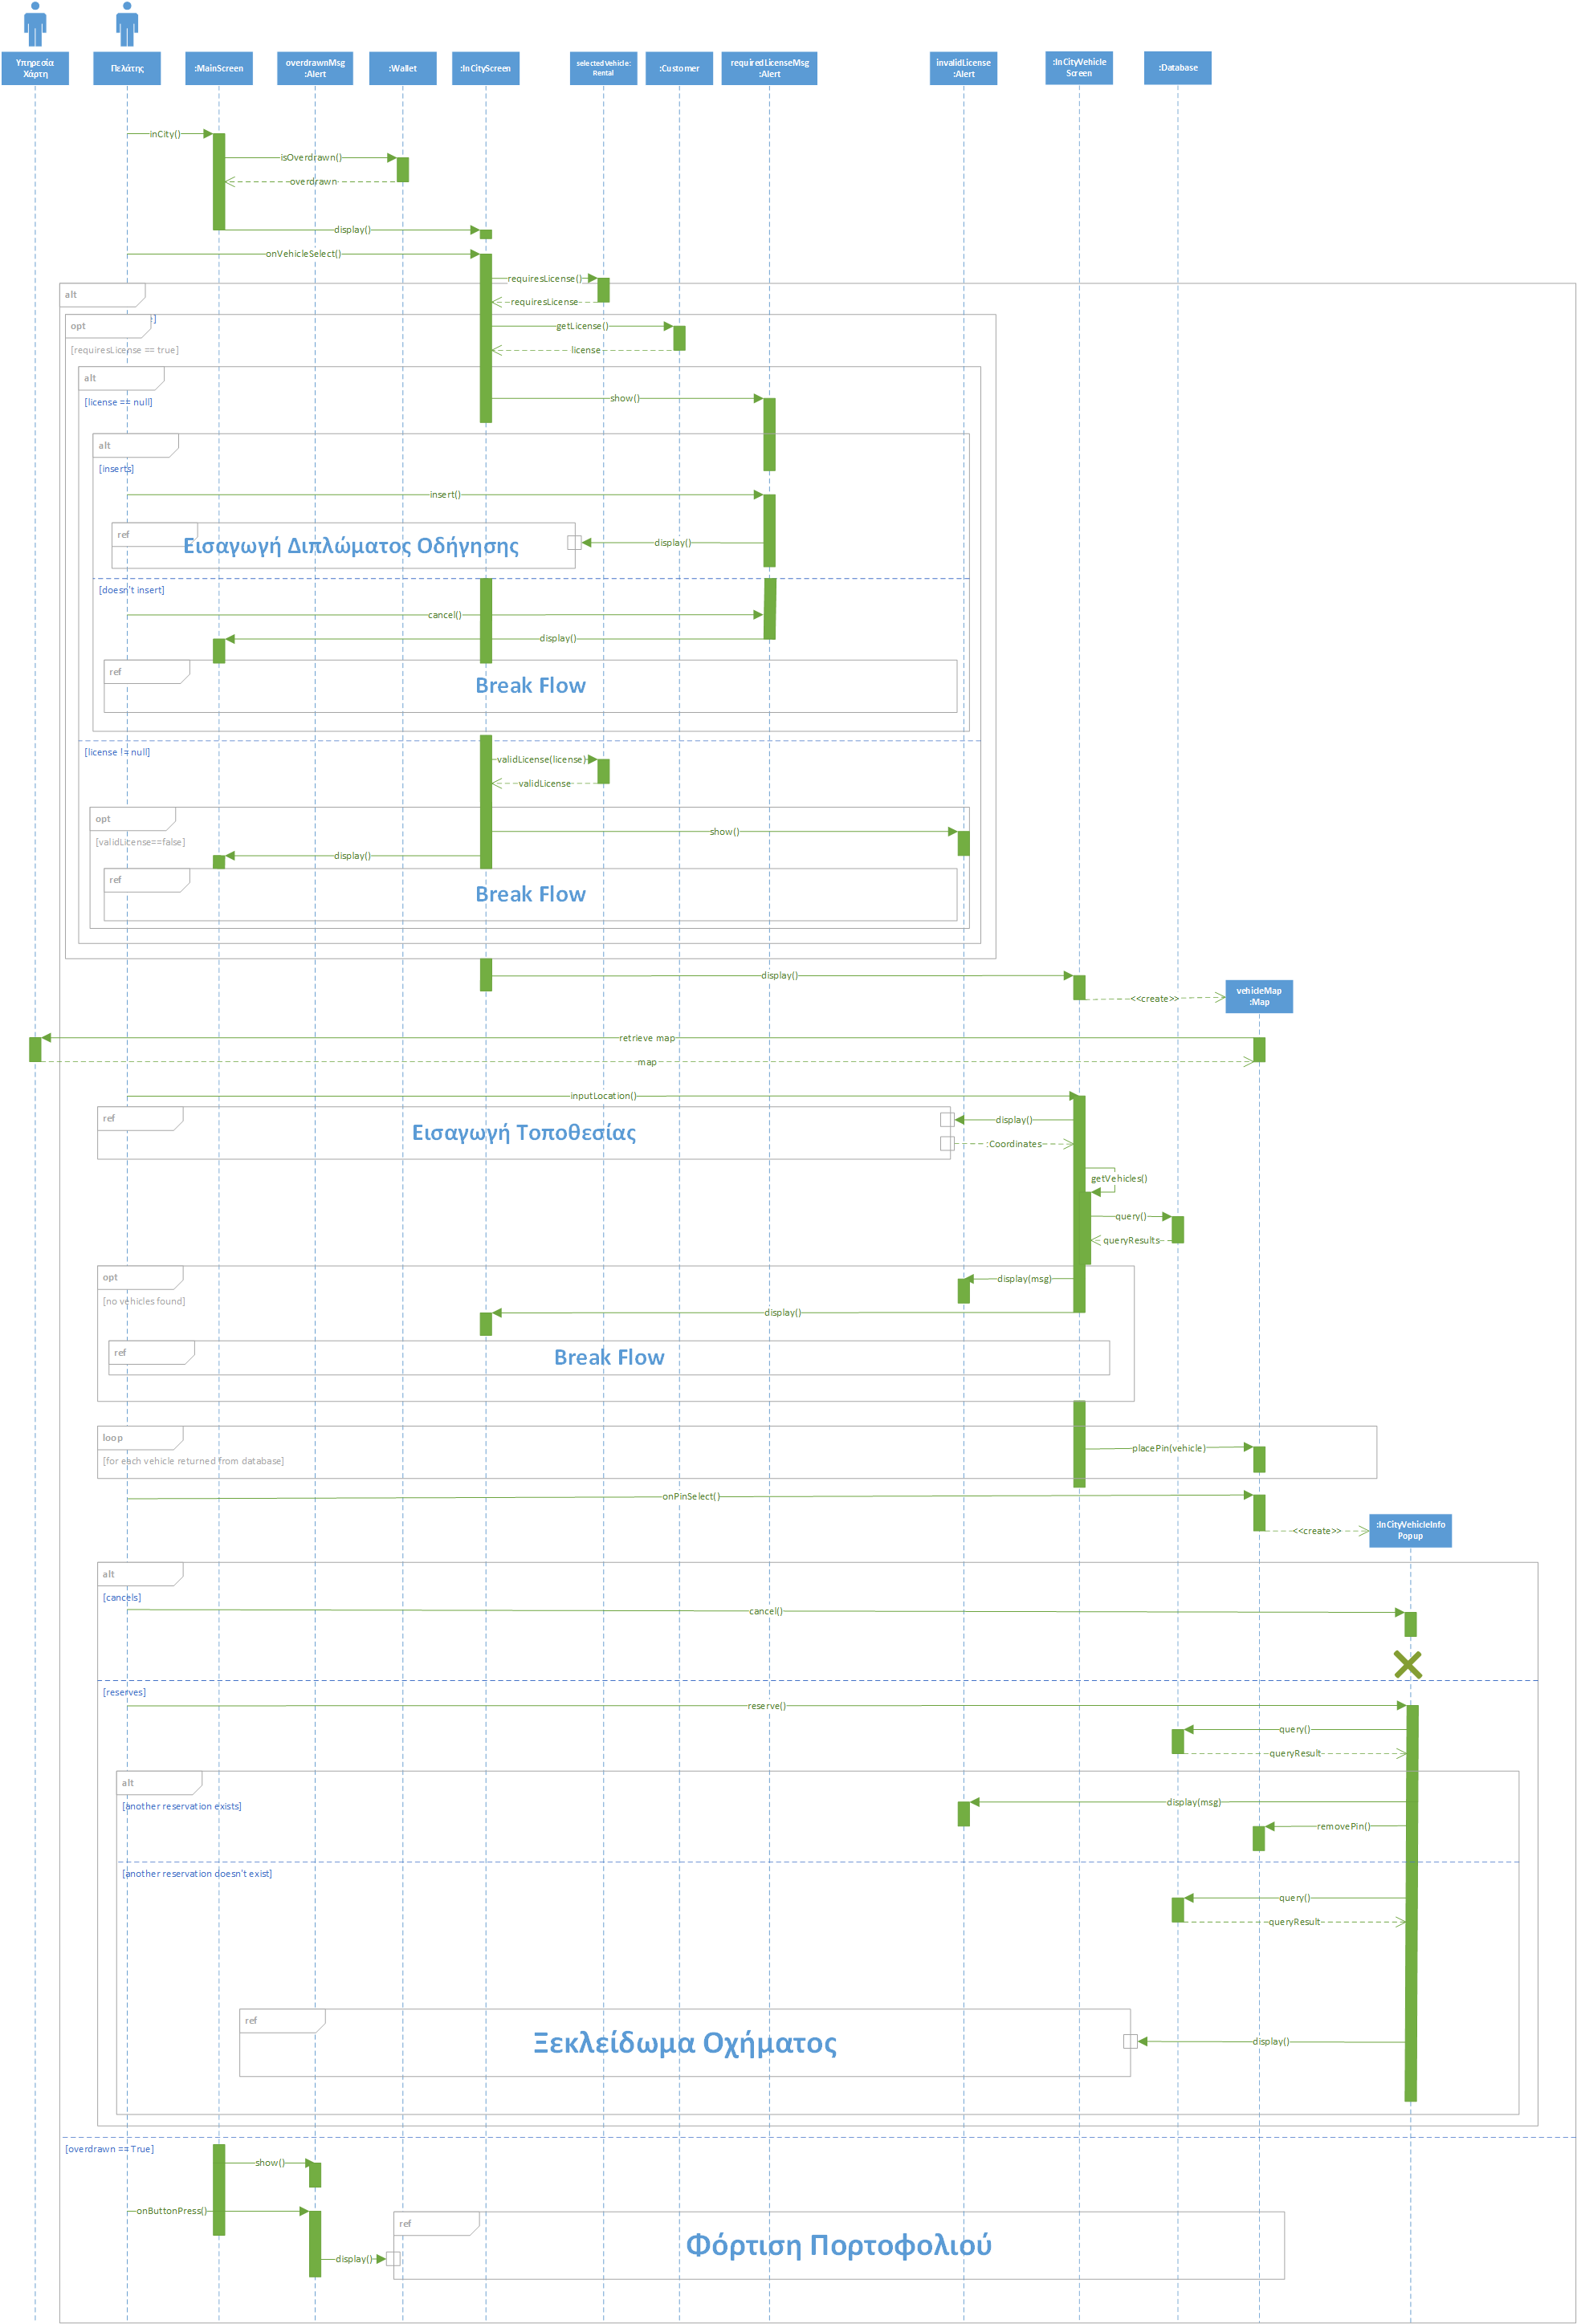 Υπηρεσία
Χάρτη
Πελάτης
:MainScreen
overdrawnMsg
:Alert
:Wallet
:InCityScreen
selectedVehicle:
Rental
:Customer
requiredLicenseMsg
:Alert
invalidLicense
:Alert
:InCityVehicle
Screen
:Database
inCity()
isOverdrawn()
overdrawn
display()
onVehicleSelect()
requiresLicense()
alt
requiresLicense
opt
getLicense()
[requiresLicense == true]
license
alt
[license == null]
show()
alt
[inserts]
insert()
ref
Εισαγωγή Διπλώματος Οδήγησης
display()
[doesn't insert]
cancel()
display()
ref
Break Flow
[license != null]
validLicense(license)
validLicense
opt
show()
[validLicense==false]
display()
ref
Break Flow
display()
vehicleMap
:Map
<<create>>
retrieve map
map
inputLocation()
ref
Εισαγωγή Τοποθεσίας
display()
:Coordinates
getVehicles()
query()
queryResults
opt
display(msg)
[no vehicles found]
display()
ref
Break Flow
loop
placePin(vehicle)
[for each vehicle returned from database]
onPinSelect()
:InCityVehicleInfo
Popup
<<create>>
alt
[cancels]
cancel()
[reserves]
reserve()
query()
queryResult
alt
[another reservation exists]
display(msg)
removePin()
[another reservation doesn't exist]
query()
queryResult
ref
Ξεκλείδωμα Οχήματος
display()
[overdrawn == True]
show()
onButtonPress()
ref
Φόρτιση Πορτοφολιού
display()